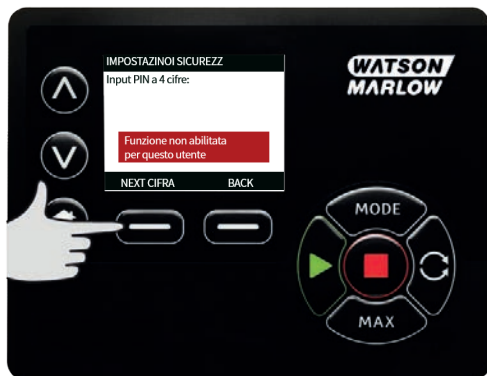 IMPOSTAZINOI SICUREZZ
Input PIN a 4 cifre:
Funzione non abilitata
per questo utente
NEXT CIFRA BACK
WATSON
MARLOW
MODE
MAX